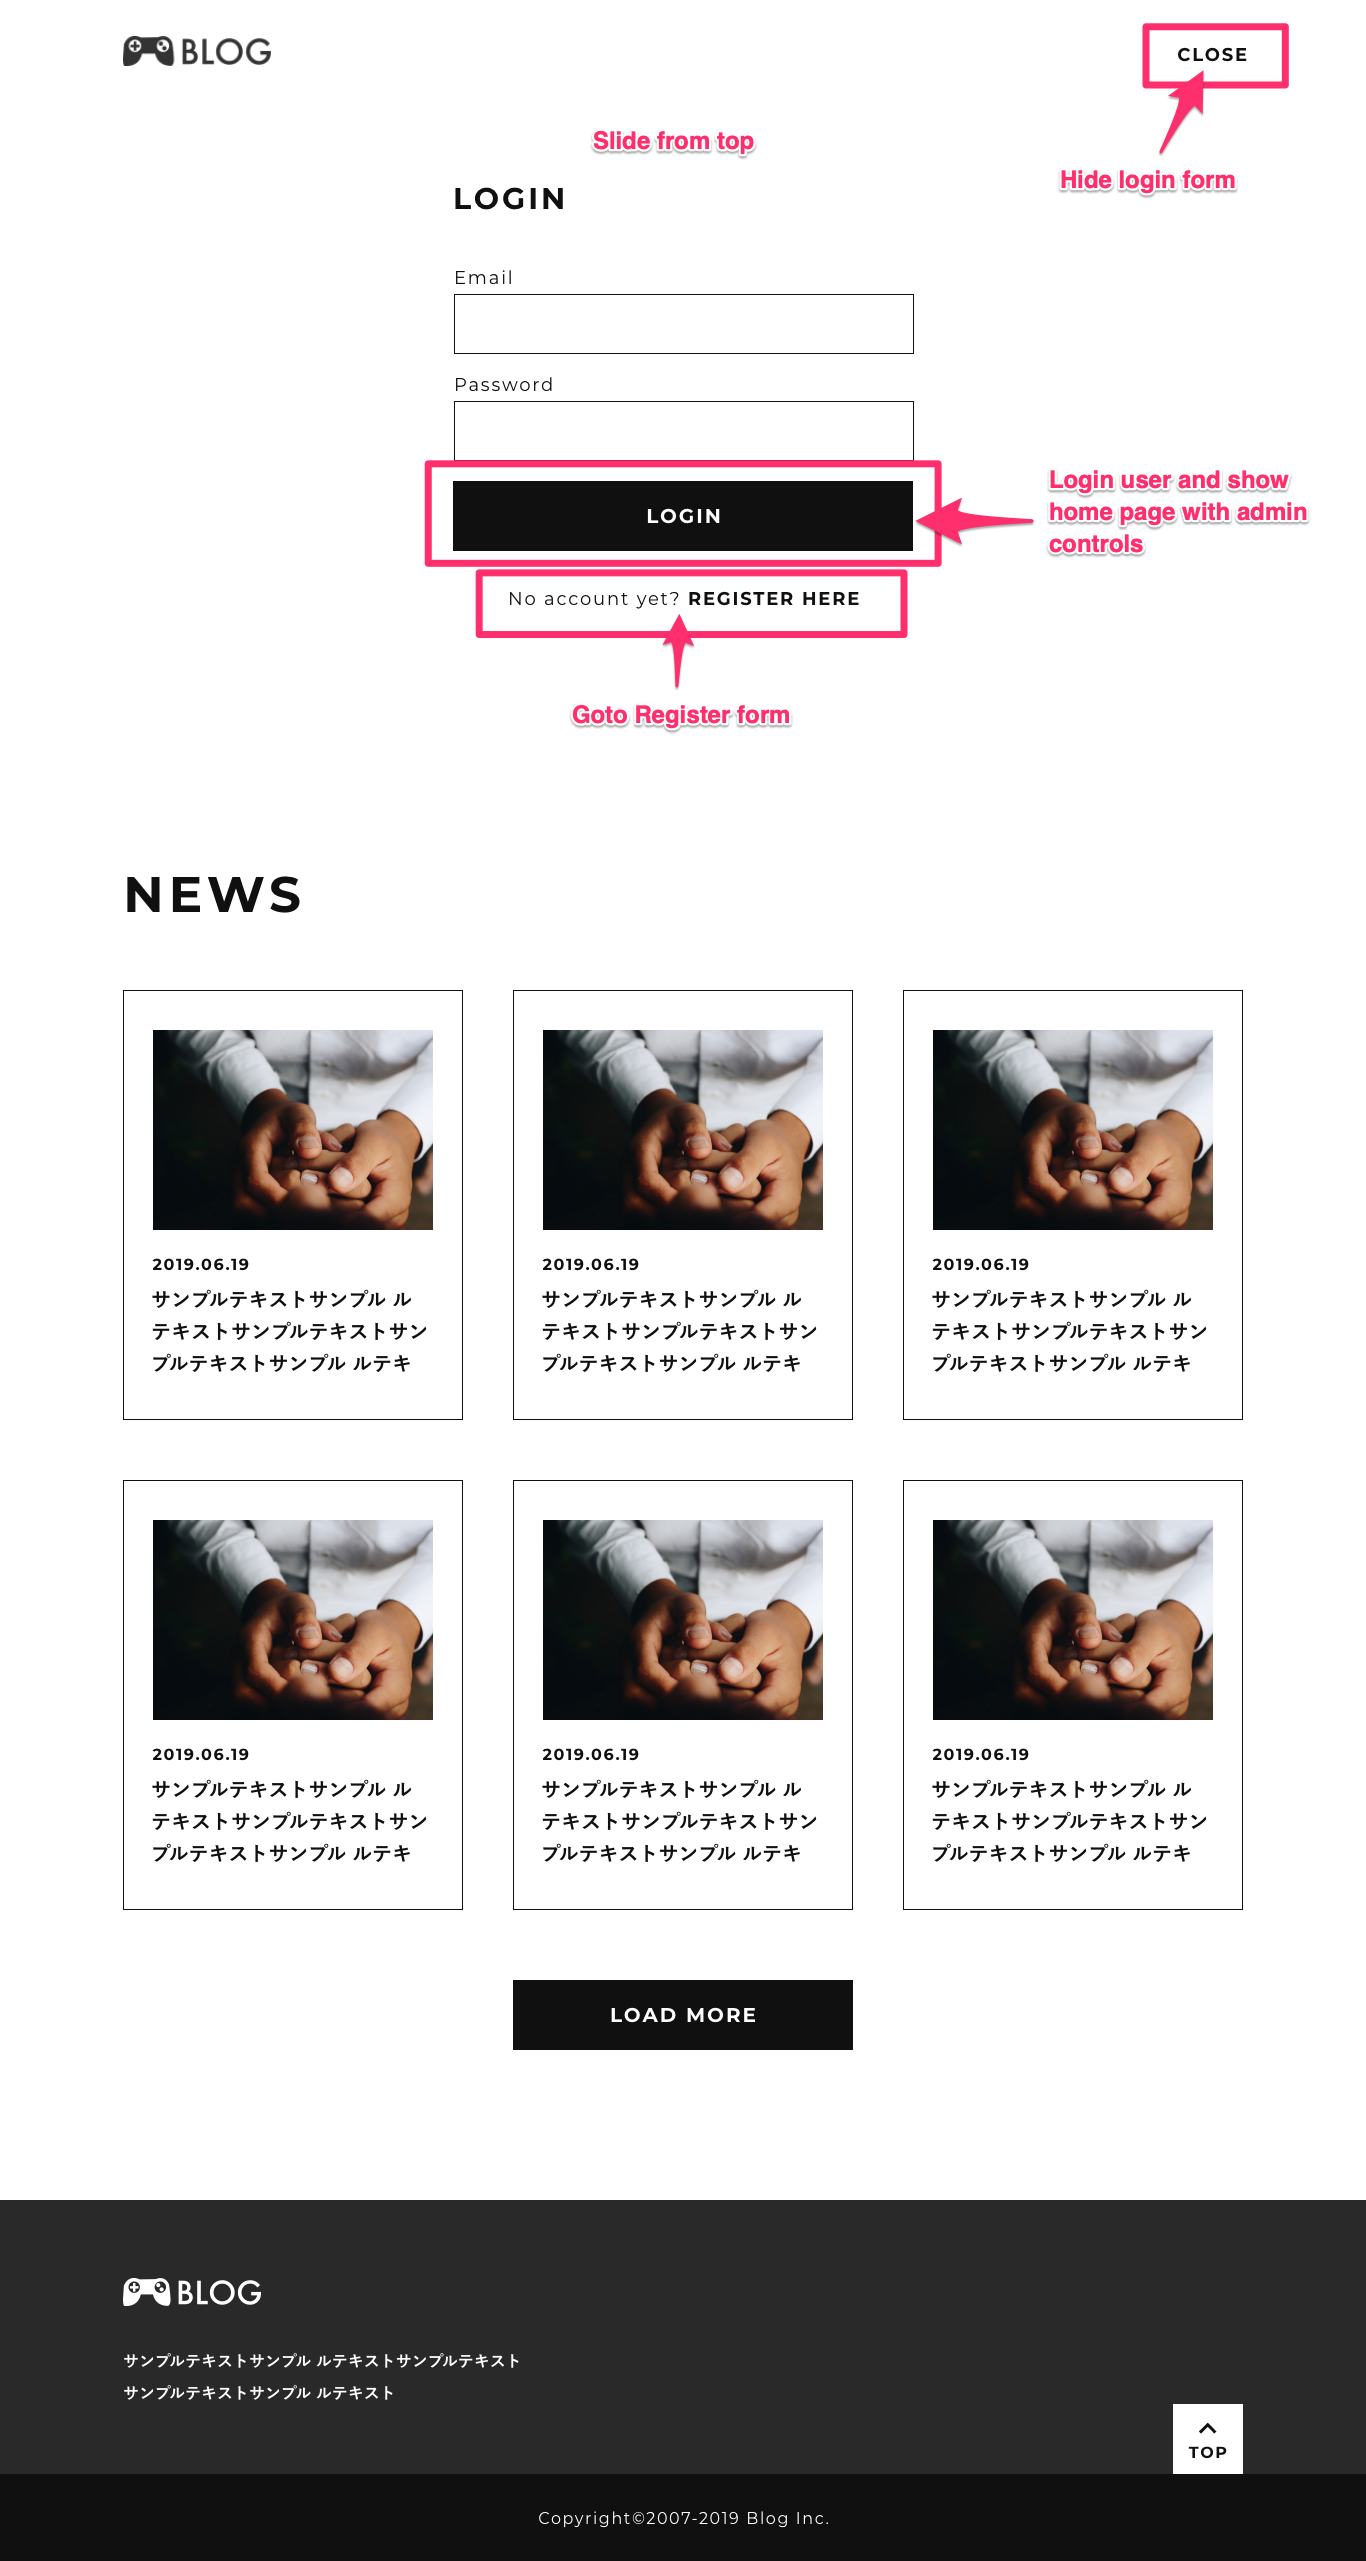 BLOG
CLOSE
Slide from top
Hide login form
LOGIN
Email
Password
LOGIN
Login user and show
home page with admin
controls
No account yet? REGISTER HERE
Goto Register form
NEWS
2019.06.19
サンプルテキストサンプル ル
テキストサンプルテキストサン
プルテキストサンプル ルテキ
2019.06.19
サンプルテキストサンプル ル
テキストサンプルテキストサン
プルテキストサンプル ルテキ
2019.06.19
サンプルテキストサンプル ル
テキストサンプルテキストサン
プルテキストサンプル ルテキ
2019.06.19
サンプルテキストサンプル ル
テキストサンプルテキストサン
プルテキストサンプル ルテキ
2019.06.19
サンプルテキストサンプル ル
テキストサンプルテキストサン
プルテキストサンプル ルテキ
2019.06.19
サンプルテキストサンプル ル
テキストサンプルテキストサン
プルテキストサンプル ルテキ
LOAD MORE
BLOG
サンプルテキストサンプル ルテキストサンプルテキスト
サンプルテキストサンプル ルテキスト
TOP
Copyright©2007-2019 Blog Inc.